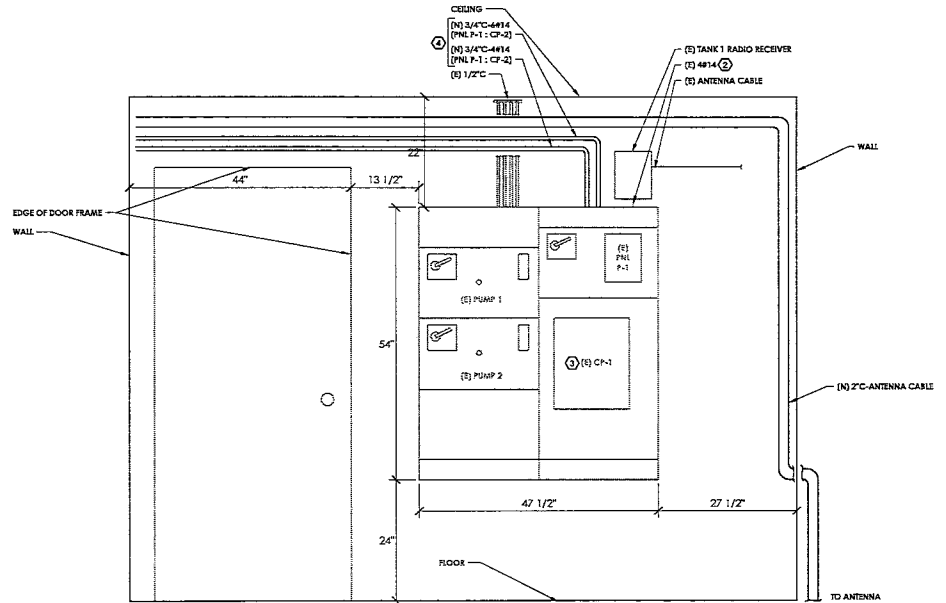 CEILING
(N) 3/4"C-6#14
(PNL P-1 : CP-2)
4
(N) 3/4"C-4#14
(PNL P-1 : CP-2)
(E) 1/2"C
(E) TANK 1 RADIO RECEIVER
(E) 4#14 2
(E) ANTENNA CABLE
WALL
22"
44"
13 1/2"
EDGE OF DOOR FRAME
WALL
(E)
PNL
P-1
(E) PUMP 1
54"
3 (E) CP-1
(E) PUMP 2
(N) 2"C-ANTENNA CABLE
47 1/2"
27 1/2"
24"
FLOOR
TO ANTENNA